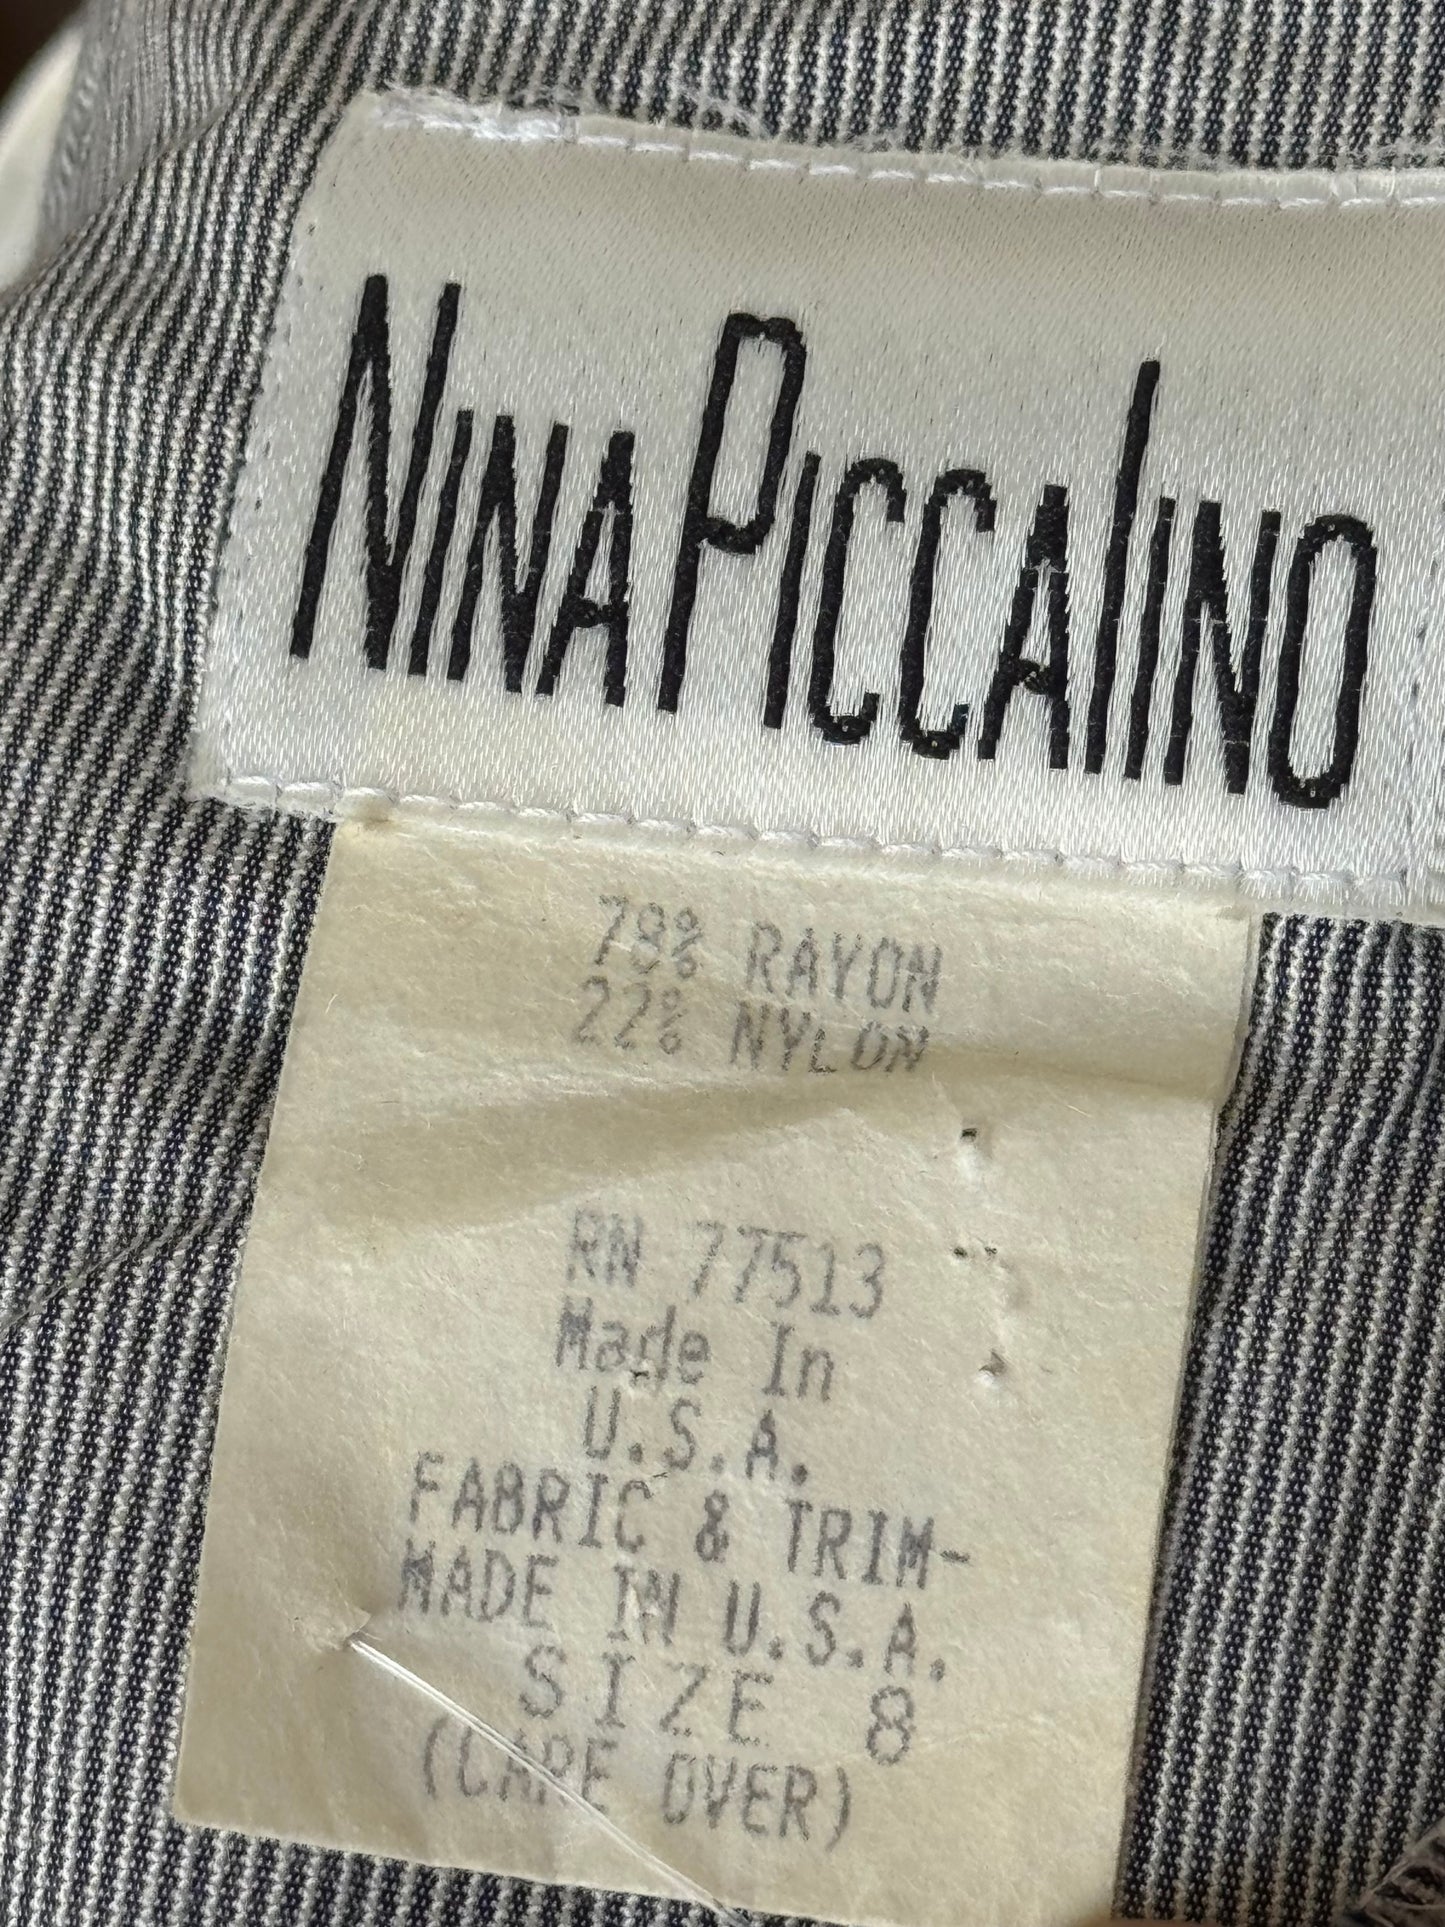 NINA PICCALINO
78% RAYON
22% NYLON
RN 77513
Made In
U.S.A.
FABRIC & TRIM-
MADE IN U.S.A.
SIZE 8
(CARE OVER)